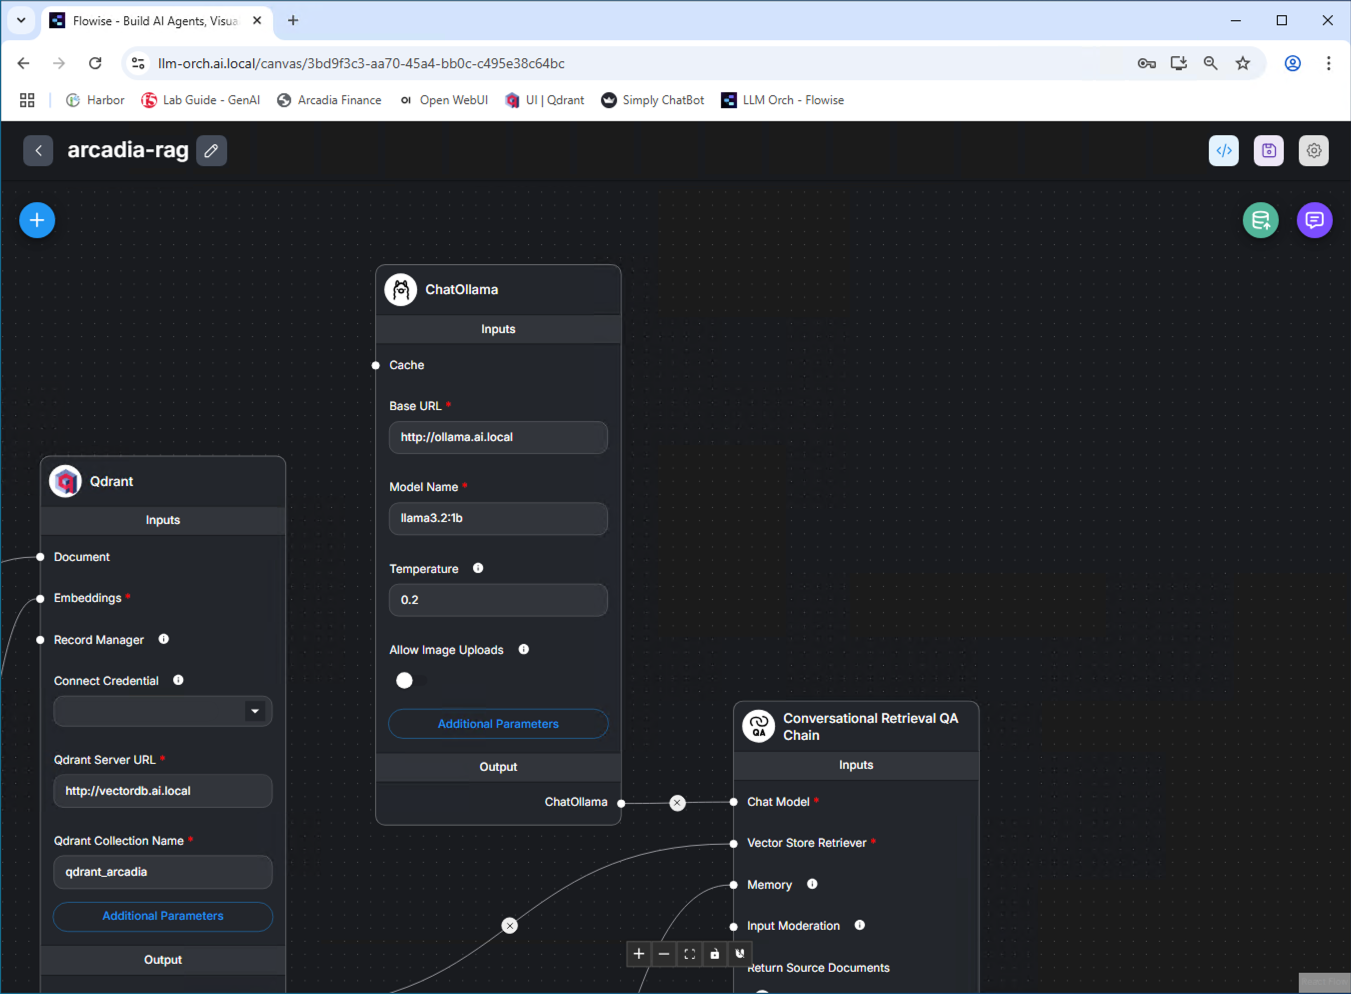 Flowise - Build AI Agents, Visua
llm-orch.ai.local/canvas/3bd9f3c3-aa70-45a4-bb0c-c495e38c64bc
Harbor
Lab Guide - GenAI
Arcadia Finance
OI Open WebUI
UI | Qdrant
Simply ChatBot
LLM Orch - Flowise
arcadia-rag
</>
ChatOllama
Inputs
Cache
Base URL *
http://ollama.ai.local
Model Name *
llama3.2:1b
Temperature
0.2
Allow Image Uploads
Additional Parameters
Output
ChatOllama
Qdrant
Inputs
Document
Embeddings *
Record Manager
Connect Credential
Qdrant Server URL *
http://vectordb.ai.local
Qdrant Collection Name *
qdrant_arcadia
Additional Parameters
Output
QA
Conversational Retrieval QA
Chain
Inputs
Chat Model *
Vector Store Retriever *
Memory
Input Moderation
Return Source Documents